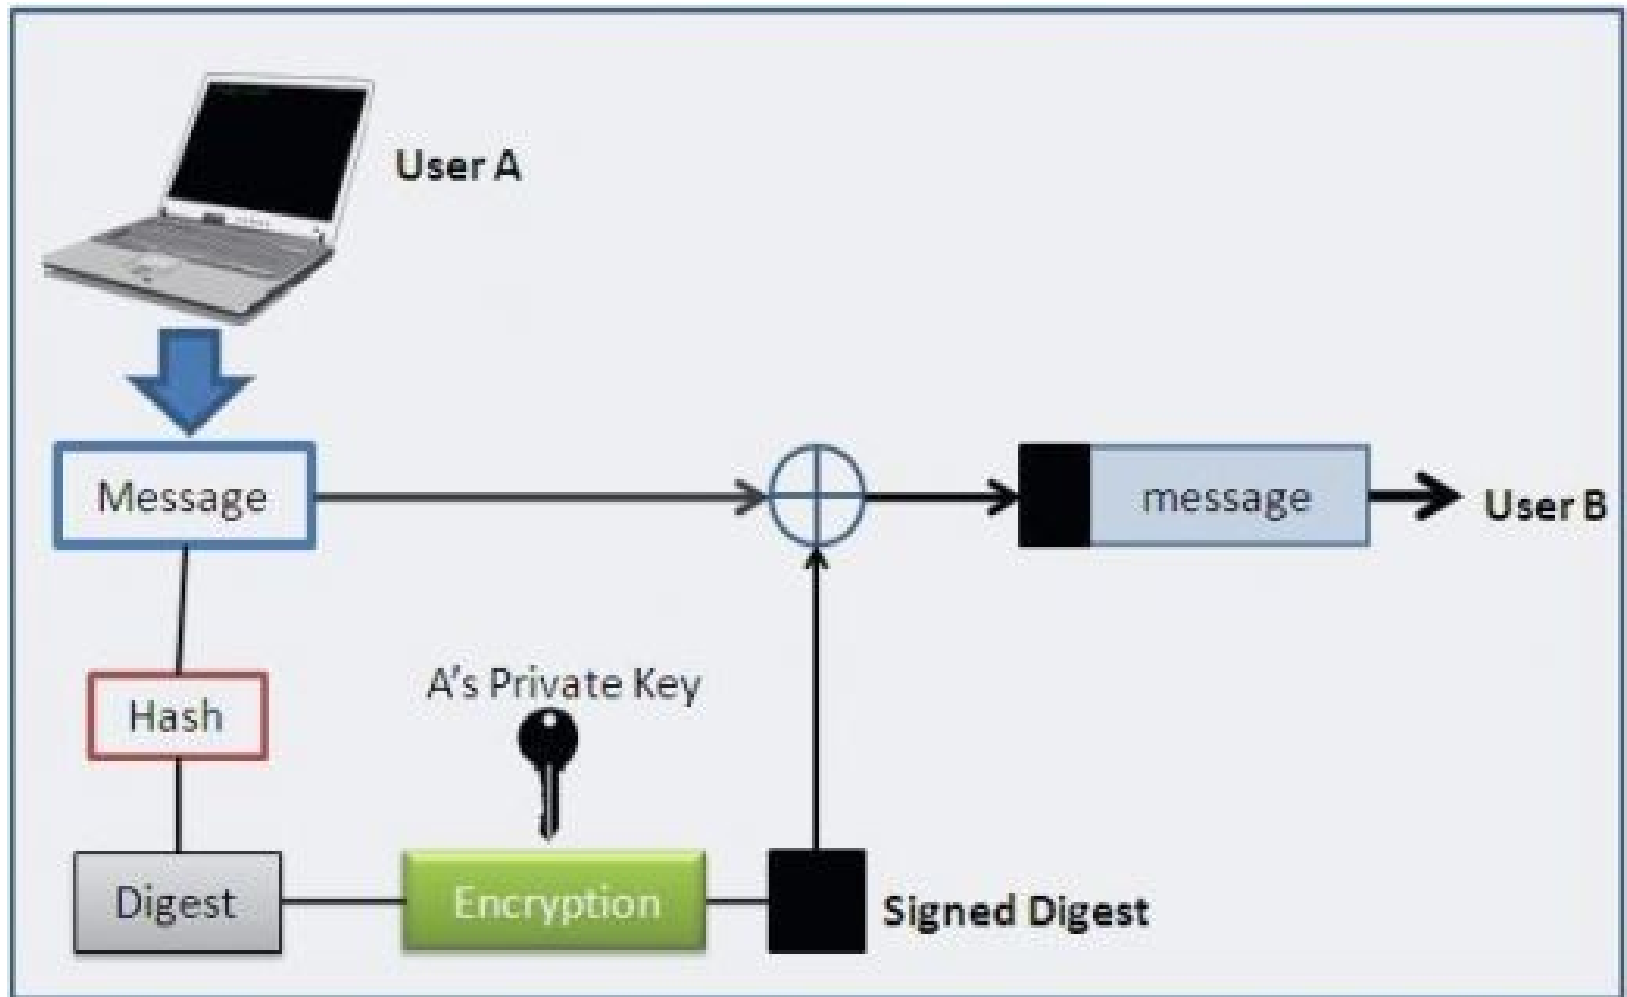 User A
Message
message
User B
A's Private Key
Hash
Digest
Encryption
Signed Digest